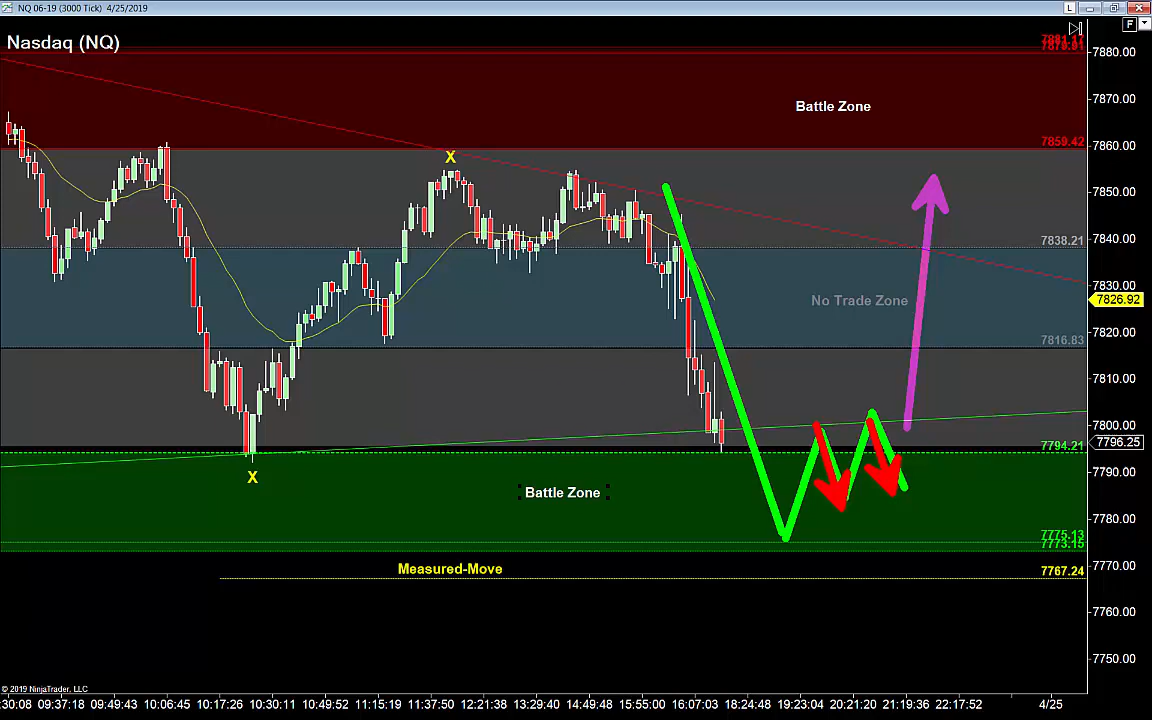 NQ 06-19 (3000 Tick) 4/25/2019
L
F
Nasdaq (NQ)
7881.17
7879.91
7880.00
7870.00
Battle Zone
7859.42
7860.00
X
7850.00
7838.21
7840.00
7830.00
No Trade Zone
7826.92
7820.00
7816.83
7810.00
7800.00
7794.21
7796.25
X
7790.00
Battle Zone
7780.00
7775.13
7773.15
Measured-Move
7767.24
7770.00
7760.00
7750.00
© 2019 NinjaTrader, LLC
:30:08 09:37:18 09:49:43 10:06:45 10:17:26 10:30:11 10:49:52 11:15:19 11:37:50 12:21:38 13:29:40 14:49:48 15:55:00 16:07:03 18:24:48 19:23:04 20:21:20 21:19:36 22:17:52 4/25